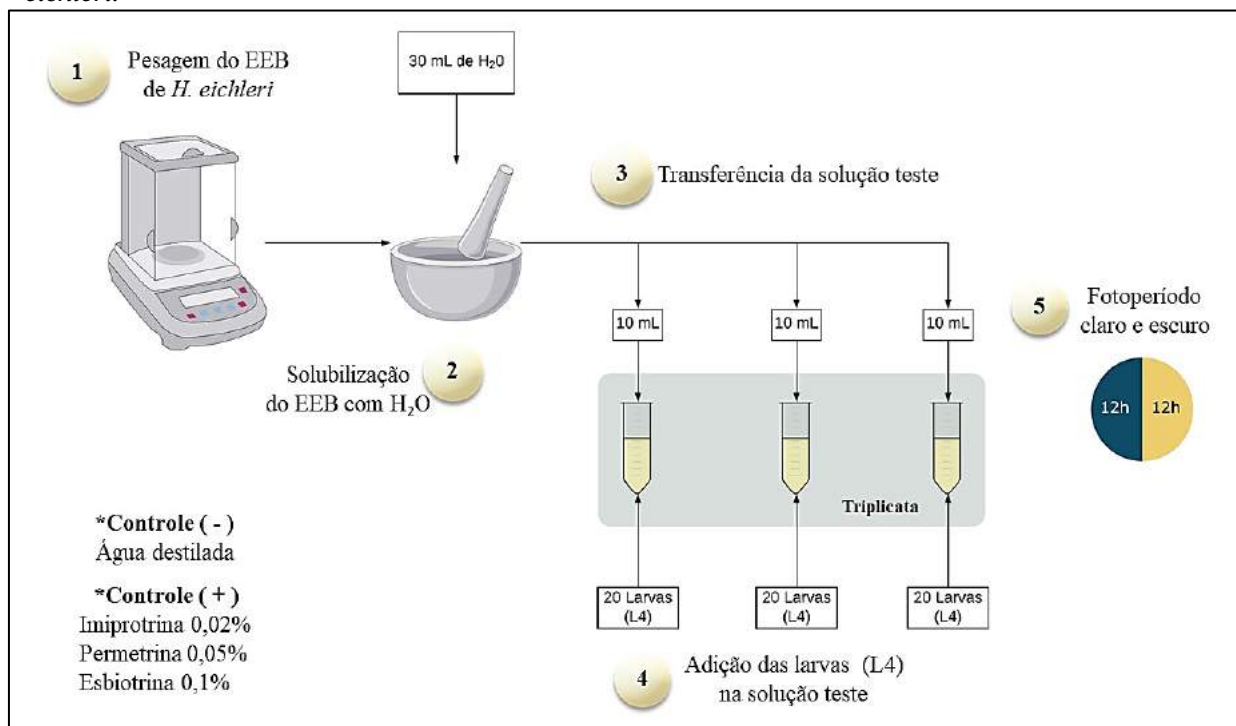 1
Pesagem do EEB
de H. eichleri
30 mL de H₂0
3
Transferência da solução teste
Solubilização
do EEB com H₂O
2
10 mL
10 mL
10 mL
5
Fotoperíodo
claro e escuro
12h
12h
Triplicata
*Controle ( - )
Água destilada
*Controle ( + )
Imiprotrina 0,02%
Permetrina 0,05%
Esbiotrina 0,1%
20 Larvas
(L4)
20 Larvas
(L4)
20 Larvas
(L4)
4
Adição das larvas (L4)
na solução teste